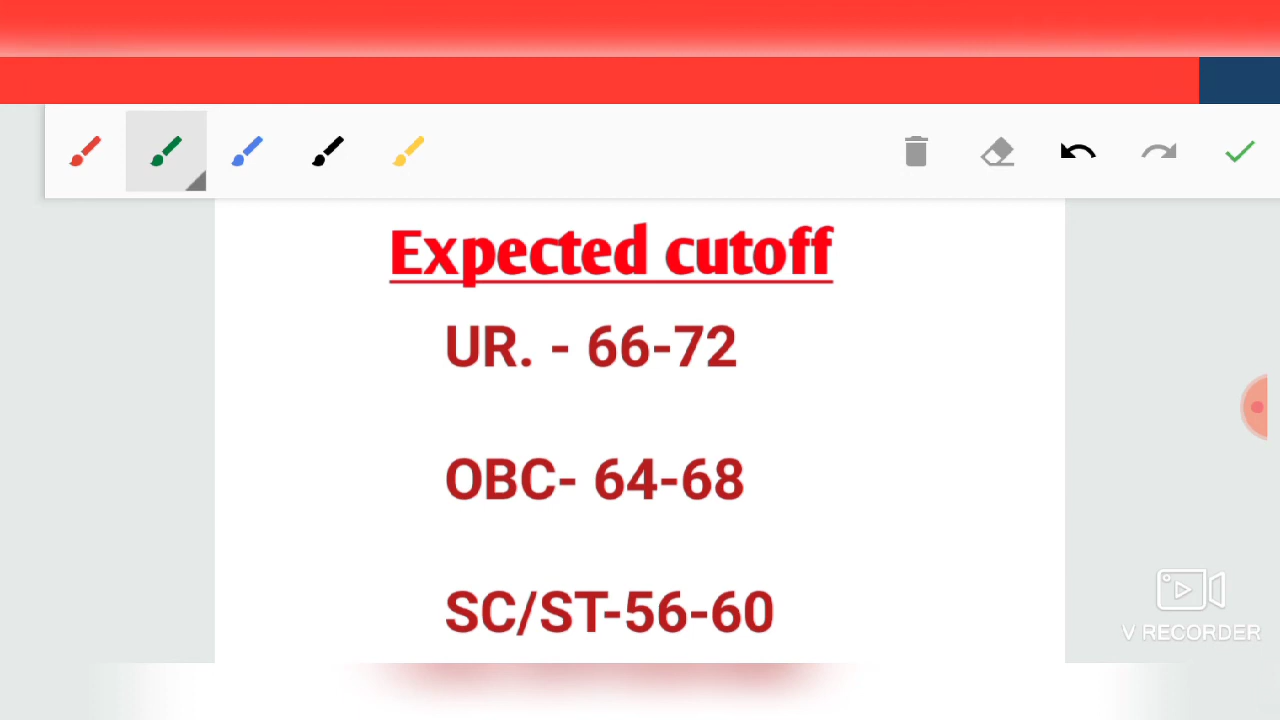 Expected cutoff
UR. - 66-72
OBC- 64-68
SC/ST-56-60
V RECORDER